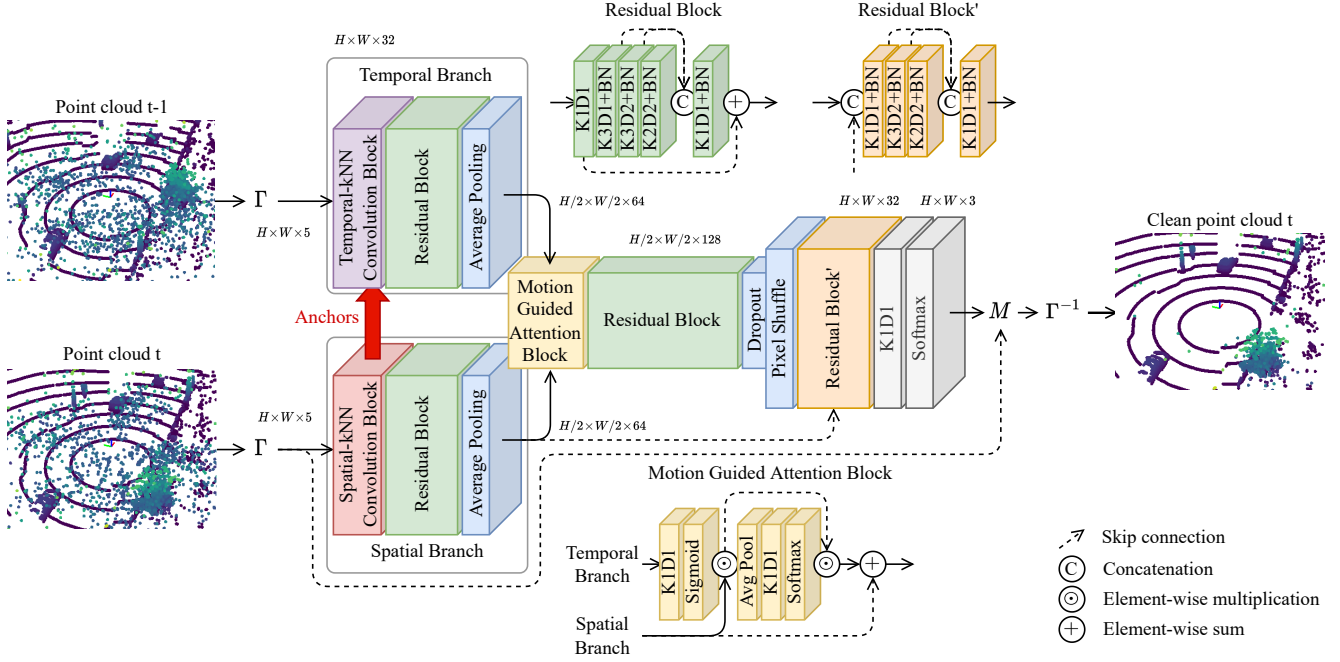 Residual Block
Residual Block'
H×W×32
Temporal Branch
Point cloud t-1
Temporal-kNN
Convolution Block
Residual Block
Average Pooling
K1D1
K3D1+BN
K3D2+BN
K2D2+BN
C
K1D1+BN
+
C
K1D1+BN
K3D2+BN
K2D2+BN
C
K1D1+BN
Γ
H×W×5
H/2×W/2×64
H×W×32
H×W×3
Clean point cloud t
H/2×W/2×128
Anchors
Motion
Guided
Attention
Block
Residual Block
Dropout
Pixel Shuffle
Residual Block'
K1D1
Softmax
M
Γ⁻¹
Point cloud t
H×W×5
Γ
Spatial-kNN
Convolution Block
Residual Block
Average Pooling
H/2×W/2×64
Spatial Branch
Motion Guided Attention Block
Temporal
Branch
K1D1
Sigmoid
⊙
Avg Pool
K1D1
Softmax
⊙
+
Spatial
Branch
Skip connection
C Concatenation
⊙ Element-wise multiplication
+ Element-wise sum